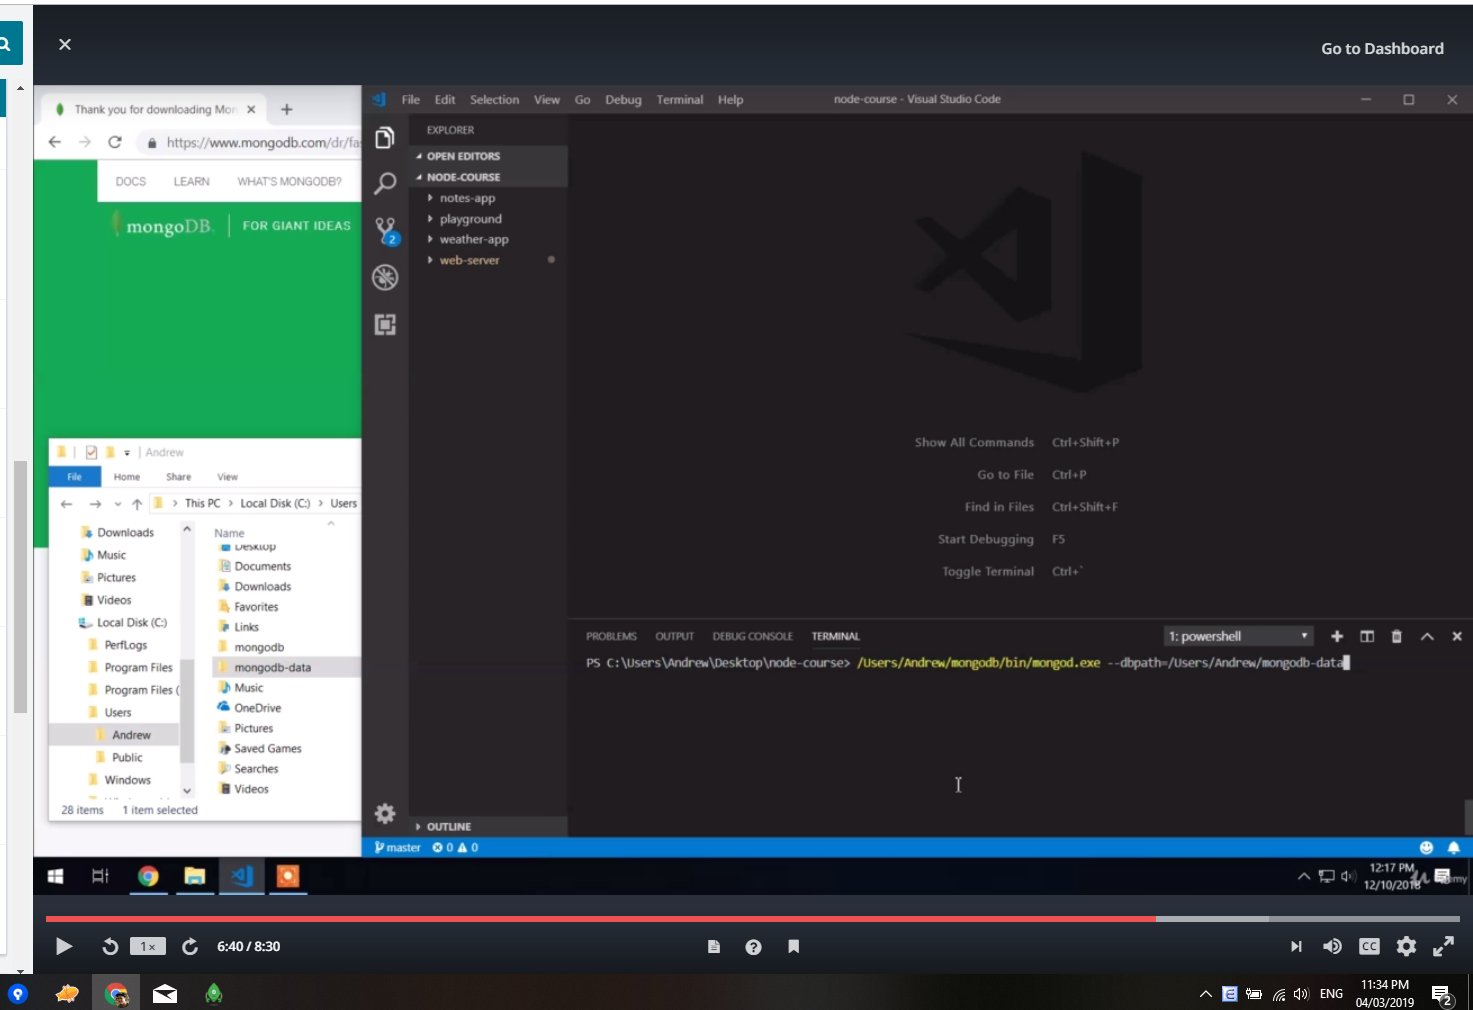 Go to Dashboard
Thank you for downloading Mon
https://www.mongodb.com/dr/fa
DOCS LEARN WHAT'S MONGODB?
mongoDB. FOR GIANT IDEAS
File Edit Selection View Go Debug Terminal Help
node-course - Visual Studio Code
EXPLORER
OPEN EDITORS
NODE-COURSE
notes-app
playground
weather-app
web-server
2
Show All Commands Ctrl+Shift+P
Go to File Ctrl+P
Find in Files Ctrl+Shift+F
Start Debugging F5
Toggle Terminal Ctrl+`
Andrew
File Home Share View
This PC > Local Disk (C:) > Users
Downloads
Music
Pictures
Videos
Local Disk (C:)
PerfLogs
Program Files
Program Files (
Users
Andrew
Public
Windows
Name
Desktop
Documents
Downloads
Favorites
Links
mongodb
mongodb-data
Music
OneDrive
Pictures
Saved Games
Searches
Videos
28 items 1 item selected
PROBLEMS OUTPUT DEBUG CONSOLE TERMINAL
1: powershell
PS C:\Users\Andrew\Desktop\node-course> /Users/Andrew/mongodb/bin/mongod.exe --dbpath=/Users/Andrew/mongodb-data
OUTLINE
master 0 0
12:17 PM
12/10/2018
1x
6:40 / 8:30
CC
ENG
11:34 PM
04/03/2019
2